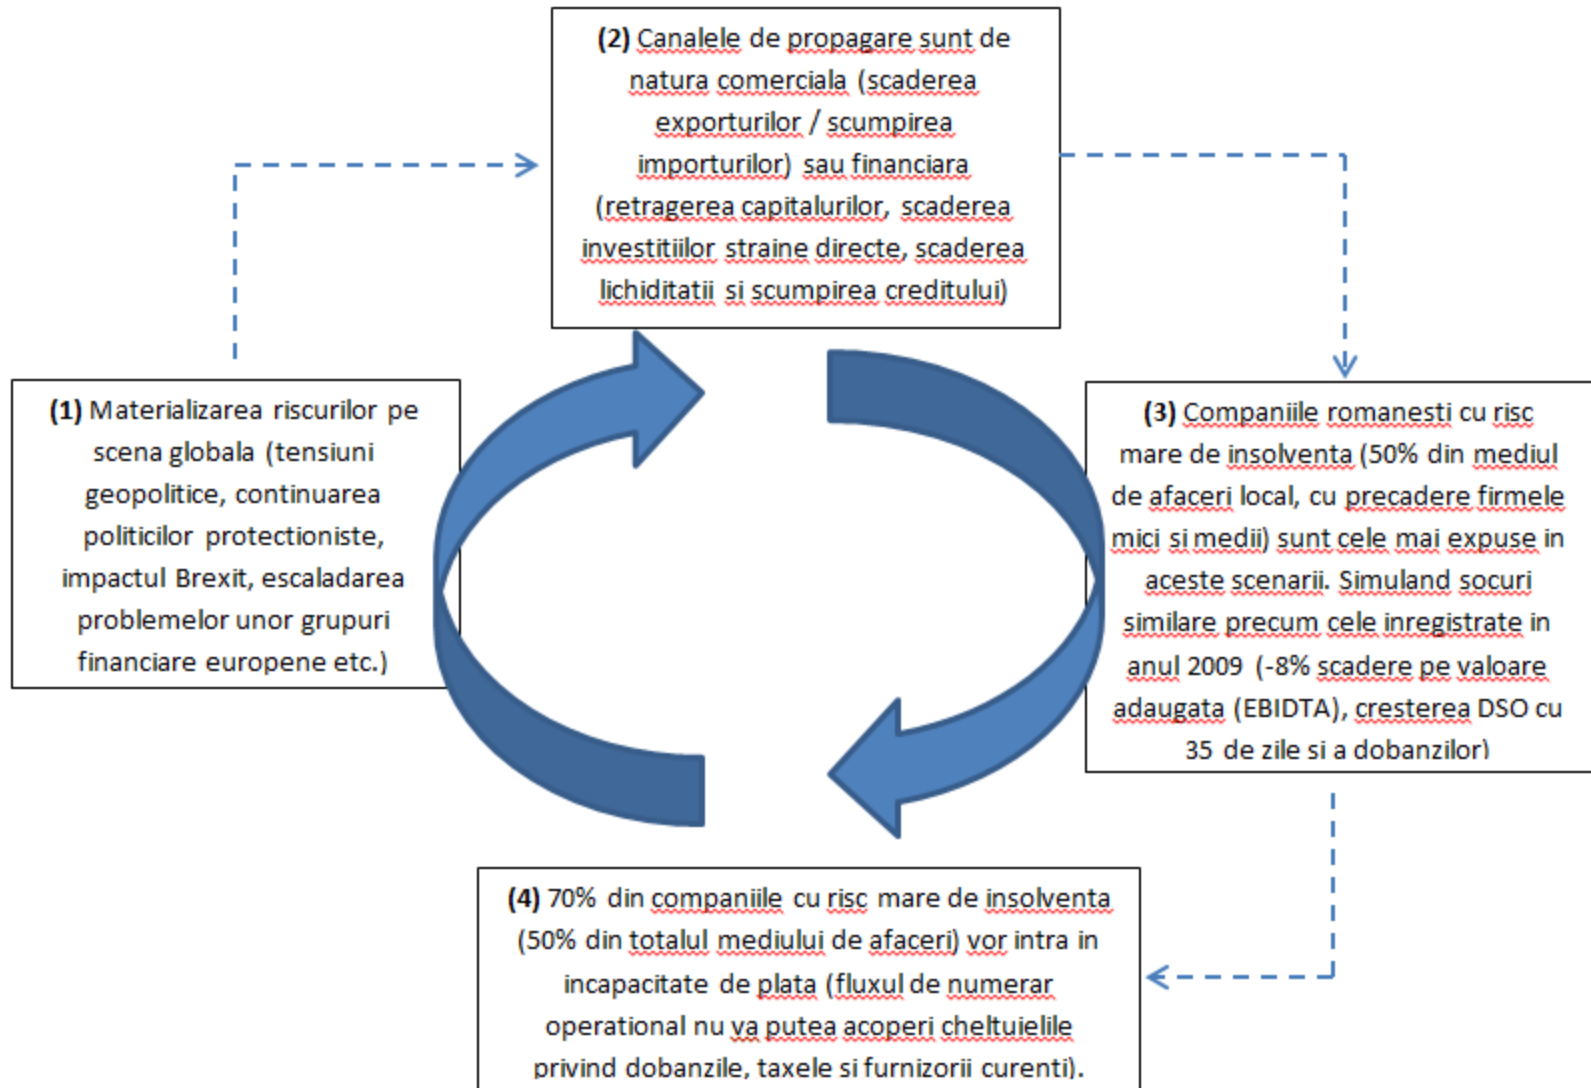 (1) Materializarea riscurilor pe
scena globala (tensiuni
geopolitice, continuarea
politicilor protectioniste,
impactul Brexit, escaladarea
problemelor unor grupuri
financiare europene etc.)
(2) Canalele de propagare sunt de
natura comerciala (scaderea
exporturilor / scumpirea
importurilor) sau financiara
(retragerea capitalurilor, scaderea
investitiilor straine directe, scaderea
lichiditatii si scumpirea creditului)
(3) Companiile romanesti cu risc
mare de insolventa (50% din mediul
de afaceri local, cu precadere firmele
mici si medii) sunt cele mai expuse in
aceste scenarii. Simuland socuri
similare precum cele inregistrate in
anul 2009 (-8% scadere pe valoare
adaugata (EBIDTA), cresterea DSO cu
35 de zile si a dobanzilor)
(4) 70% din companiile cu risc mare de insolventa
(50% din totalul mediului de afaceri) vor intra in
incapacitate de plata (fluxul de numerar
operational nu va putea acoperi cheltuielile
privind dobanzile, taxele si furnizorii curenti).